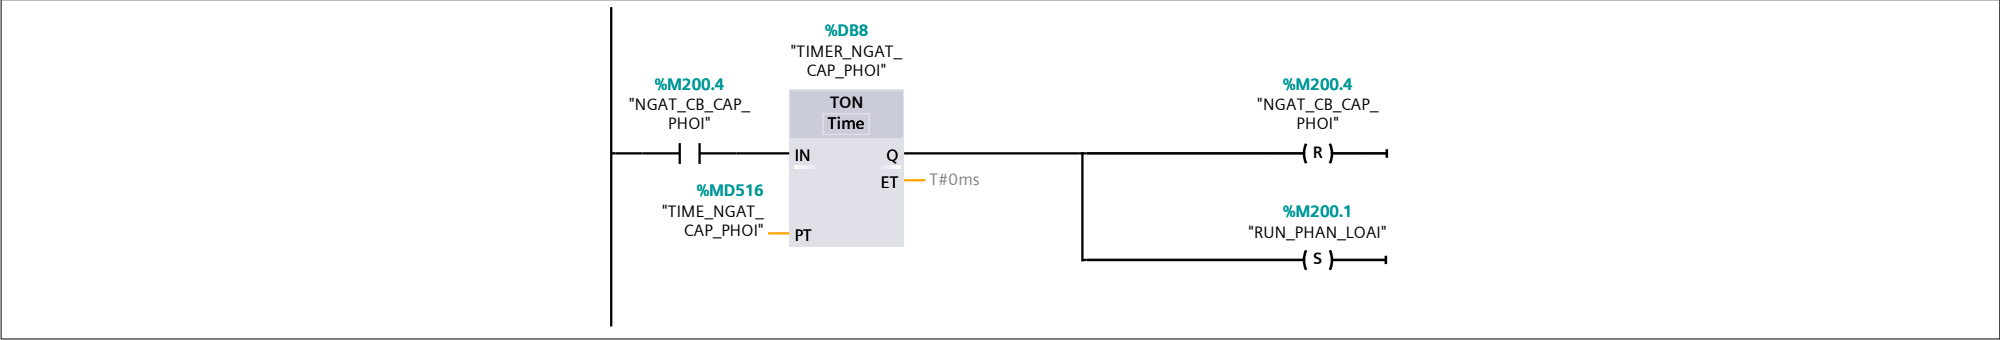 %DB8
"TIMER_NGAT_
CAP_PHOI"
%M200.4
"NGAT_CB_CAP_
PHOI"
TON
Time
IN
Q
ET
T#0ms
%MD516
"TIME_NGAT_
CAP_PHOI"
PT
%M200.4
"NGAT_CB_CAP_
PHOI"
R
%M200.1
"RUN_PHAN_LOAI"
S